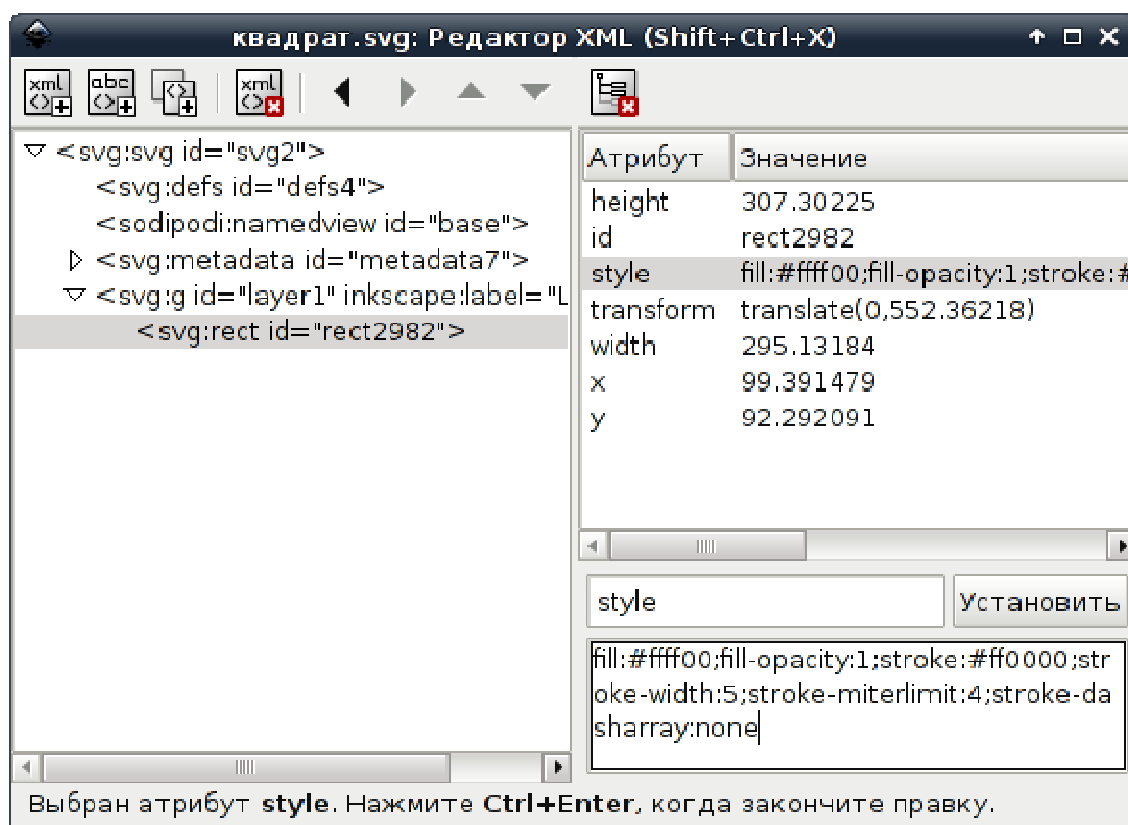 квадрат.svg: Редактор XML (Shift+Ctrl+X)
xml
abc
xml
<svg:svg id="svg2">
<svg:defs id="defs4">
<sodipodi:namedview id="base">
<svg:metadata id="metadata7">
<svg:g id="layer1" inkscape:label="L
<svg:rect id="rect2982">
Атрибут Значение
height 307.30225
id rect2982
style fill:#ffff00;fill-opacity:1;stroke:#
transform translate(0,552.36218)
width 295.13184
x 99.391479
y 92.292091
style
Установить
fill:#ffff00;fill-opacity:1;stroke:#ff0000;str
oke-width:5;stroke-miterlimit:4;stroke-da
sharray:none
Выбран атрибут style. Нажмите Ctrl+Enter, когда закончите правку.